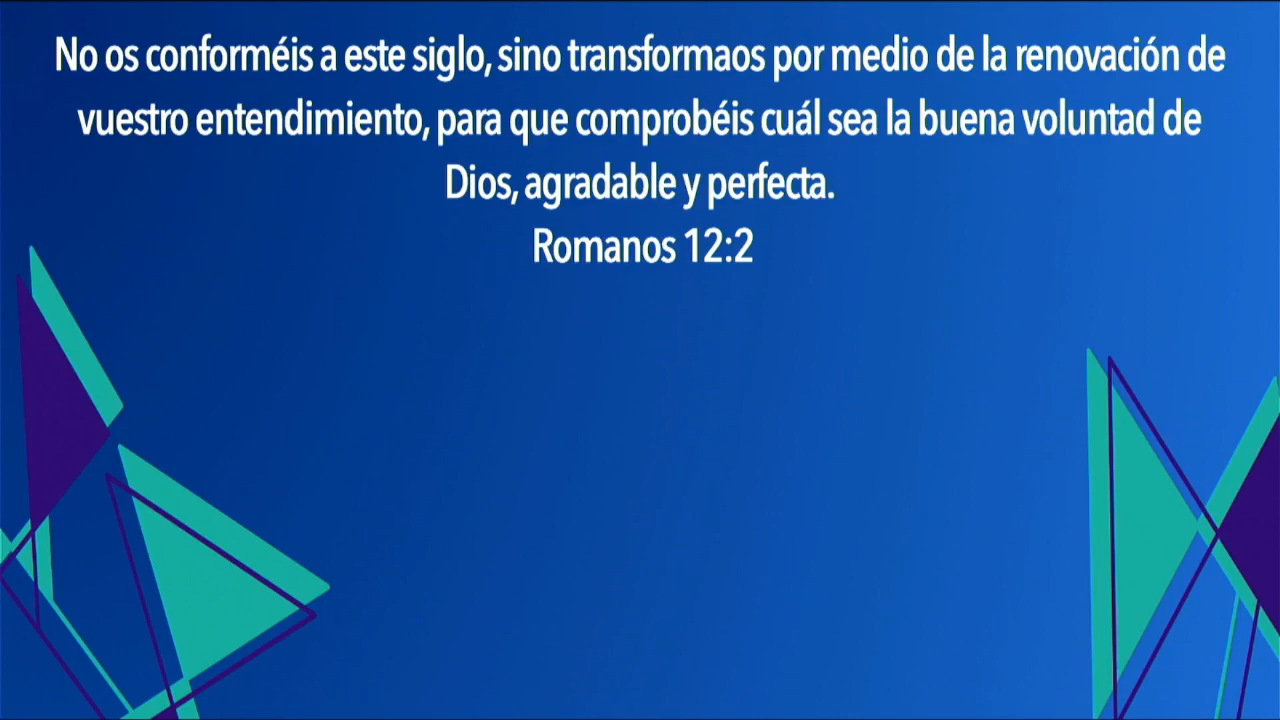 No os conforméis a este siglo, sino transformaos por medio de la renovación de
vuestro entendimiento, para que comprobéis cuál sea la buena voluntad de
Dios, agradable y perfecta.
Romanos 12:2